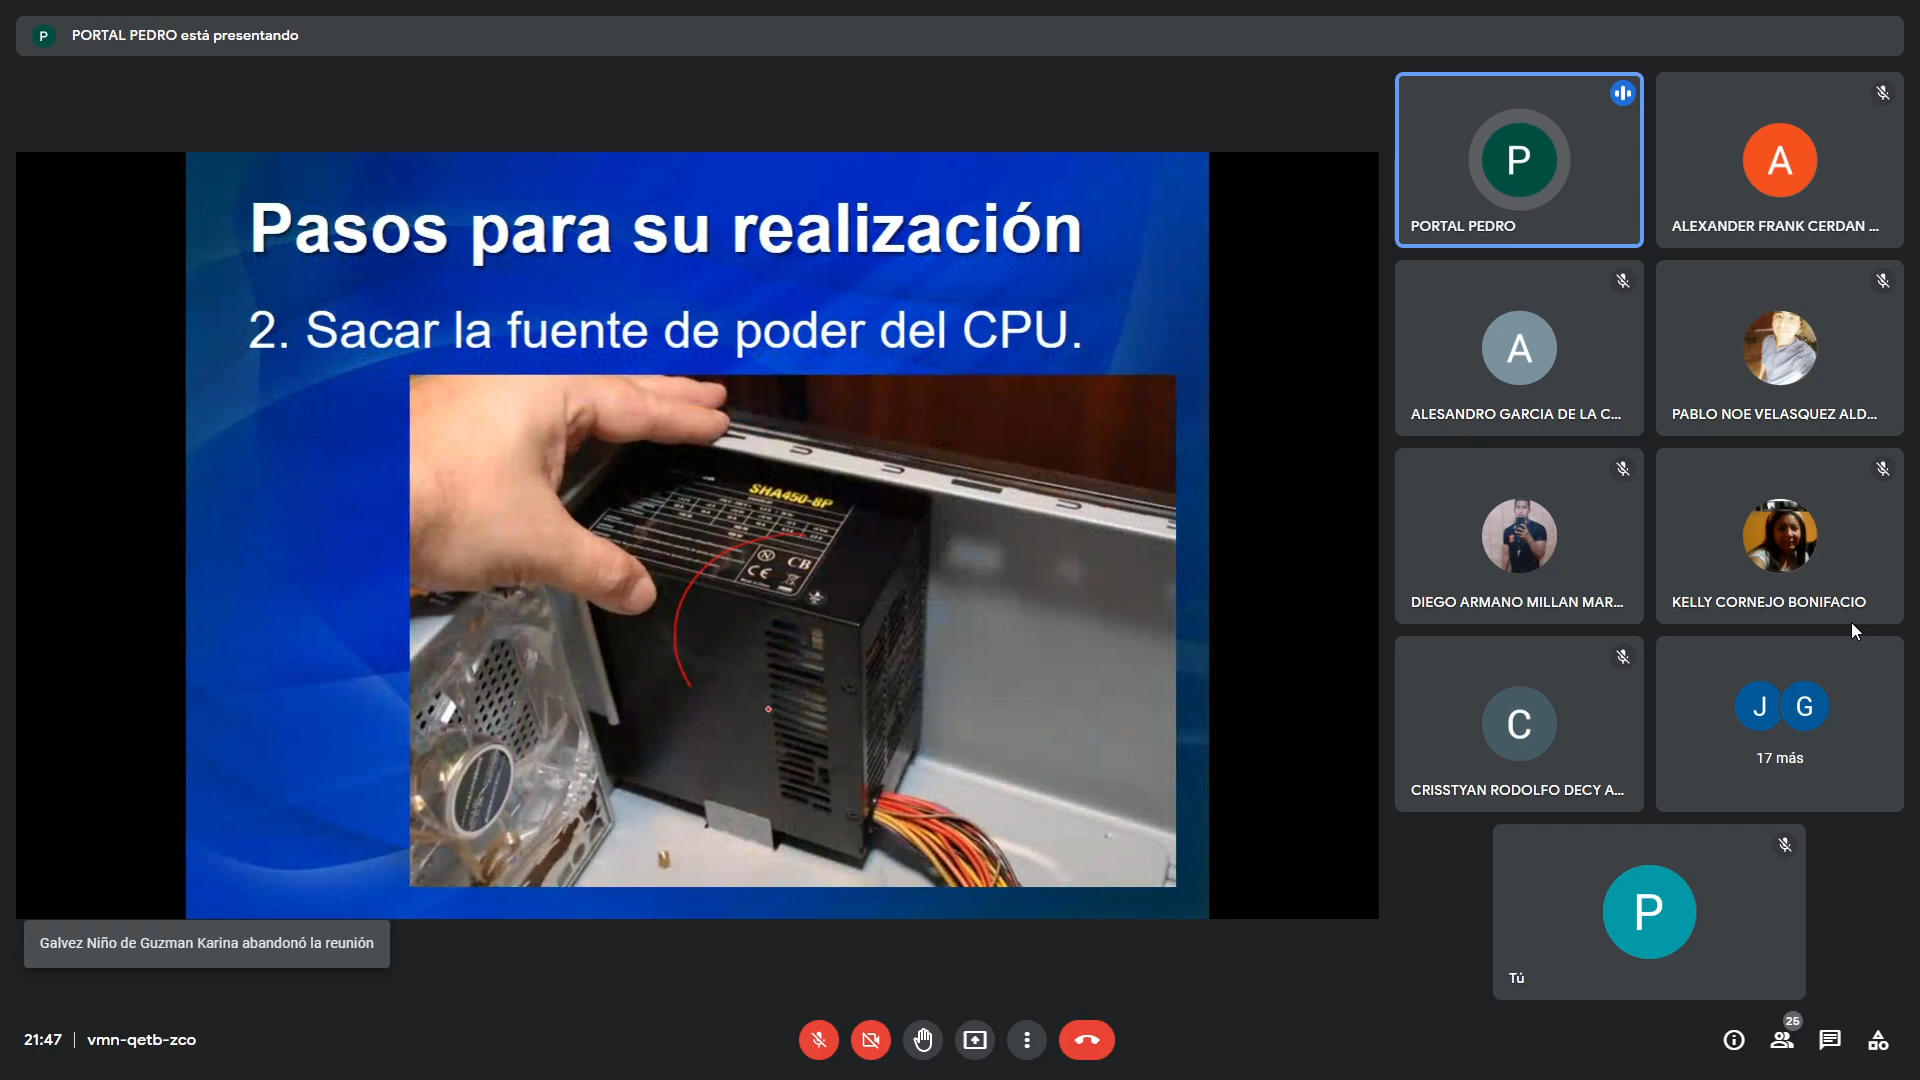 P
PORTAL PEDRO está presentando
Pasos para su realización
2. Sacar la fuente de poder del CPU.
SHA450-8P
CB
CE
P
PORTAL PEDRO
A
ALEXANDER FRANK CERDAN ...
A
ALESANDRO GARCIA DE LA C...
PABLO NOE VELASQUEZ ALD...
DIEGO ARMANO MILLAN MAR...
KELLY CORNEJO BONIFACIO
C
CRISSTYAN RODOLFO DECY A...
J G
17 más
P
Tú
Galvez Niño de Guzman Karina abandonó la reunión
21:47 | vmn-qetb-zco
25